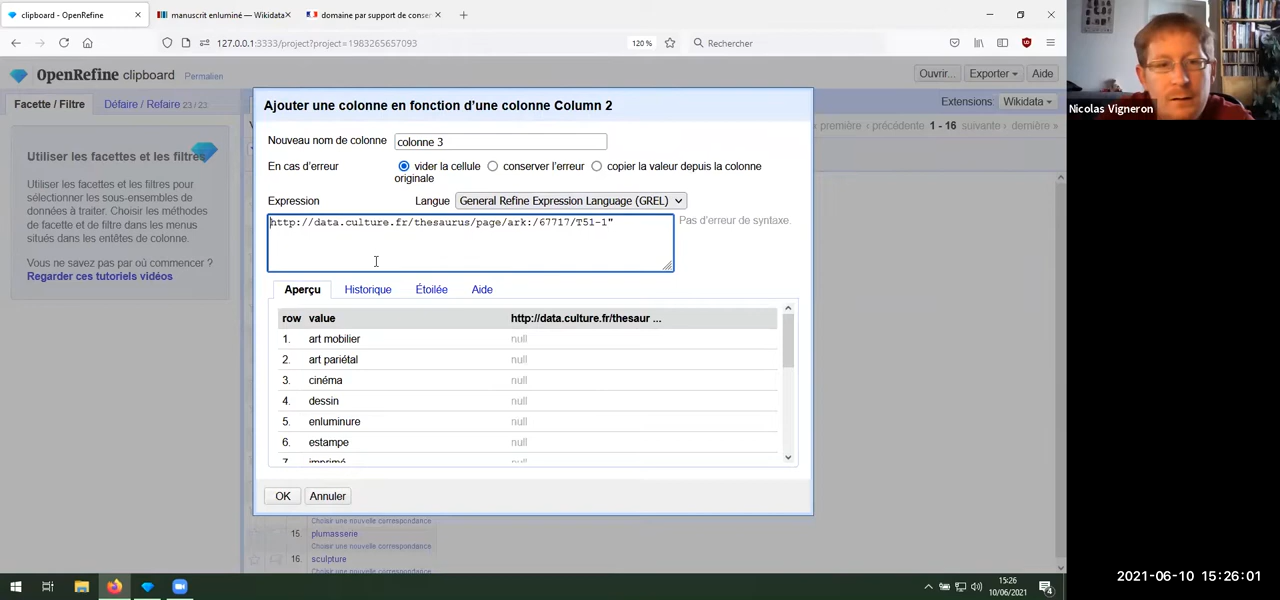 clipboard - OpenRefine
manuscrit enluminé — Wikidata
domaine par support de conser
127.0.0.1:3333/project?project=1983265657093
120 %
Rechercher
OpenRefine clipboard Permalien
Ouvrir...
Exporter
Aide
Facette / Filtre
Défaire / Refaire 23 / 23
Extensions:
Wikidata
première
précédente
1 - 16
suivante
dernière
Utiliser les facettes et les filtres
Utiliser les facettes et les filtres pour
sélectionner les sous-ensembles de
données à traiter. Choisir les méthodes
de facette et de filtre dans les menus
situés dans les entêtes de colonne.
Vous ne savez pas par où commencer ?
Regarder ces tutoriels vidéos
Ajouter une colonne en fonction d'une colonne Column 2
Nouveau nom de colonne
colonne 3
En cas d'erreur
vider la cellule
conserver l'erreur
copier la valeur depuis la colonne
originale
Expression
Langue
General Refine Expression Language (GREL)
http://data.culture.fr/thesaurus/page/ark:/67717/T51-1"
Pas d'erreur de syntaxe.
Aperçu
Historique
Étoilée
Aide
row value http://data.culture.fr/thesaur ...
1. art mobilier null
2. art pariétal null
3. cinéma null
4. dessin null
5. enluminure null
6. estampe null
7. imprimé null
OK
Annuler
Choisir une nouvelle correspondance
15. plumasserie
Choisir une nouvelle correspondance
16. sculpture
Choisir une nouvelle correspondance
Nicolas Vigneron
15:26
10/06/2021
4
2021-06-10 15:26:01